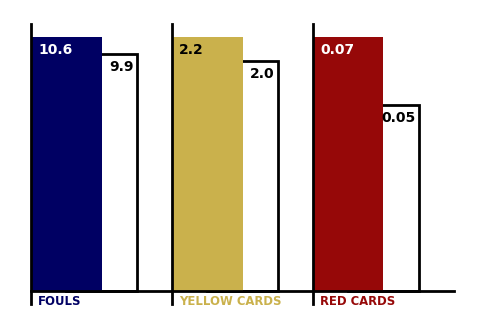 10.6
9.9
2.2
2.0
0.07
0.05
FOULS
YELLOW CARDS
RED CARDS